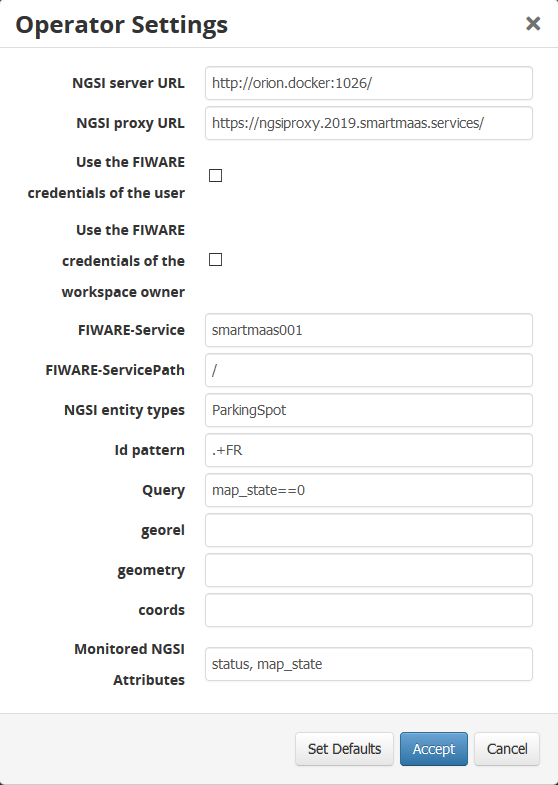 Operator Settings ×
NGSI server URL http://orion.docker:1026/
NGSI proxy URL https://ngsiproxy.2019.smartmaas.services/
Use the FIWARE
credentials of the user
Use the FIWARE
credentials of the
workspace owner
FIWARE-Service smartmaas001
FIWARE-ServicePath /
NGSI entity types ParkingSpot
Id pattern .+FR
Query map_state==0
georel
geometry
coords
Monitored NGSI
Attributes status, map_state
Set Defaults Accept Cancel